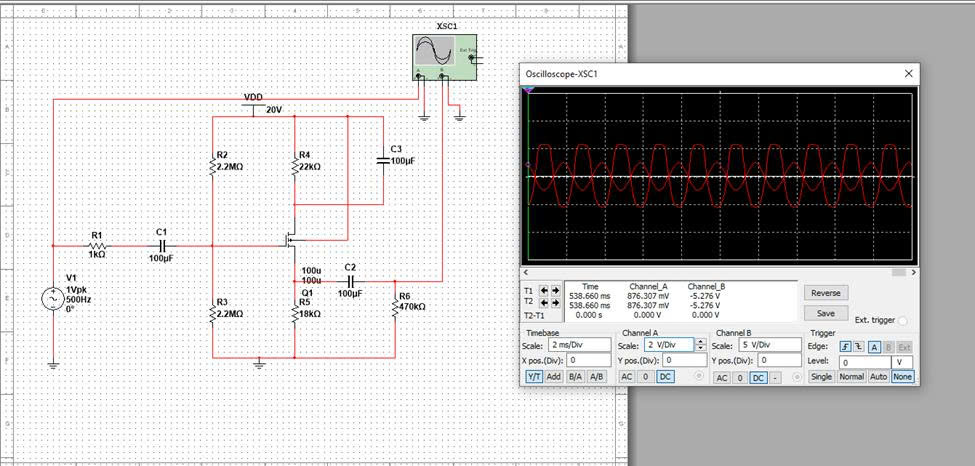 XSC1
Ext Trig
A
B
VDD
20V
R2
2.2MΩ
R4
22kΩ
C3
100µF
R1
1kΩ
C1
100µF
V1
1Vpk
500Hz
0°
100u
100u
Q1
C2
100µF
R3
2.2MΩ
R5
18kΩ
R6
470kΩ
Oscilloscope-XSC1
Time Channel_A Channel_B
T1 538.660 ms 876.307 mV -5.276 V
T2 538.660 ms 876.307 mV -5.276 V
T2-T1 0.000 s 0.000 V 0.000 V
Reverse
Save
Ext. trigger
Timebase
Scale: 2 ms/Div
X pos.(Div): 0
Y/T Add B/A A/B
Channel A
Scale: 2 V/Div
Y pos.(Div): 0
AC 0 DC
Channel B
Scale: 5 V/Div
Y pos.(Div): 0
AC 0 DC -
Trigger
Edge: A B Ext
Level: 0 V
Single Normal Auto None